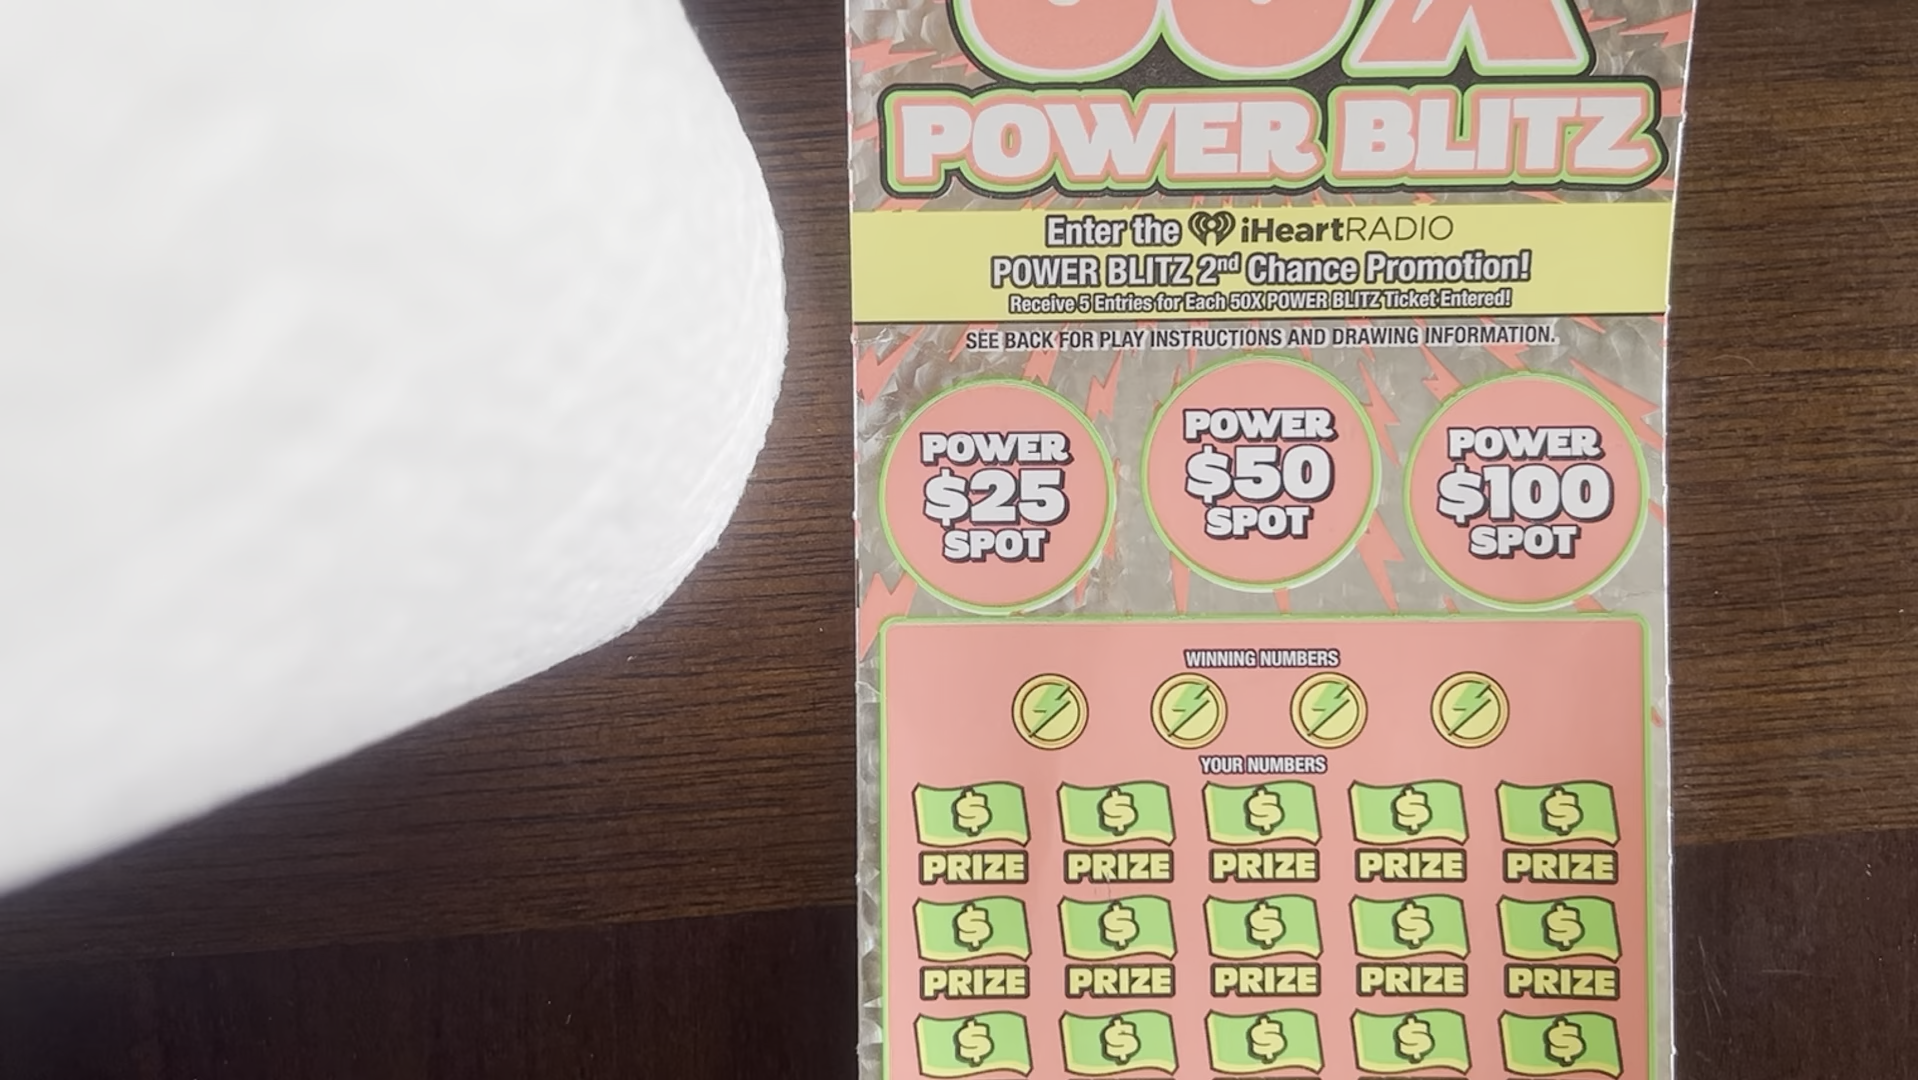 50X
POWER BLITZ
Enter the iHeartRADIO
POWER BLITZ 2nd Chance Promotion!
Receive 5 Entries for Each 50X POWER BLITZ Ticket Entered!
SEE BACK FOR PLAY INSTRUCTIONS AND DRAWING INFORMATION.
POWER
$25
SPOT
POWER
$50
SPOT
POWER
$100
SPOT
WINNING NUMBERS
YOUR NUMBERS
$ $ $ $ $
PRIZE PRIZE PRIZE PRIZE PRIZE
$ $ $ $ $
PRIZE PRIZE PRIZE PRIZE PRIZE
$ $ $ $ $